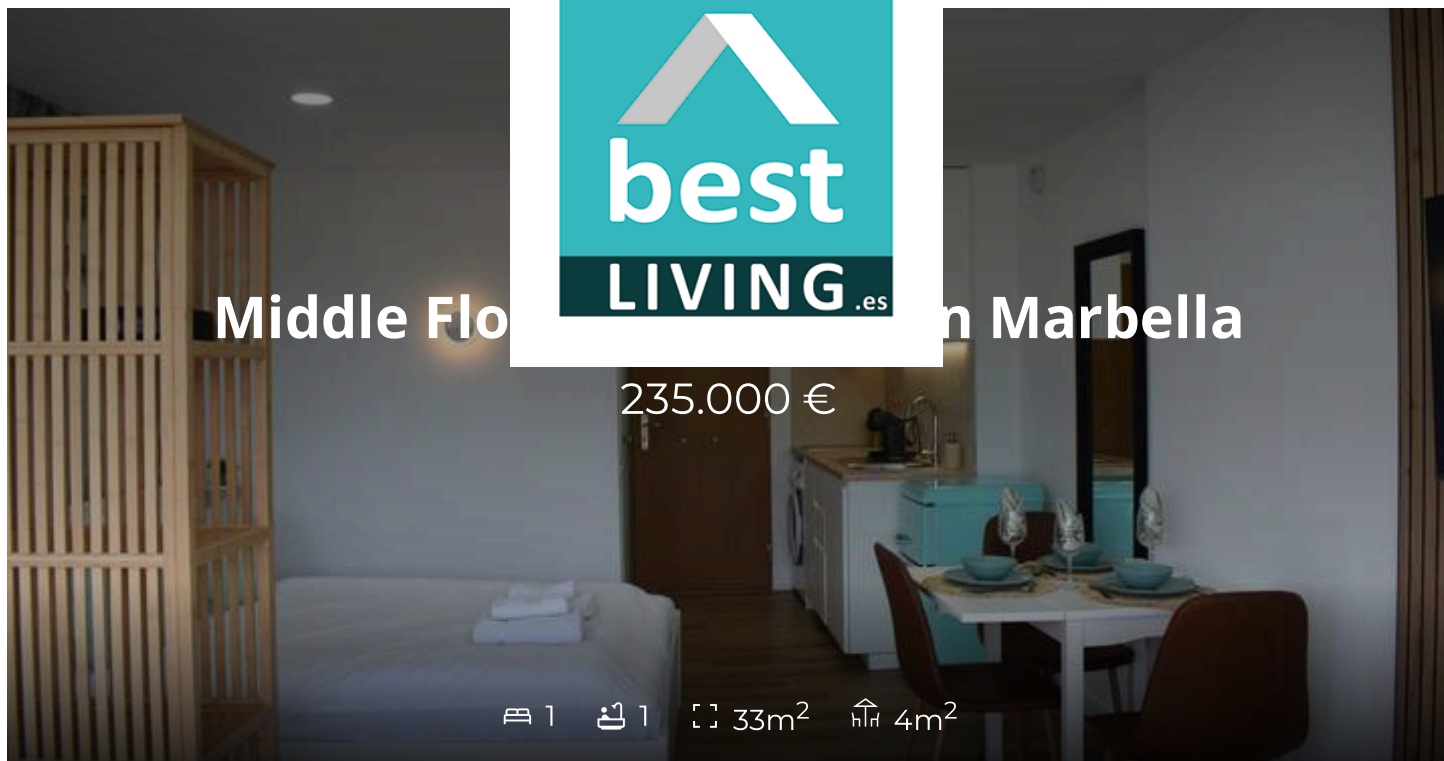 best
LIVING.es
Middle Flo n Marbella
235.000 €
1 1 33m² 4m²